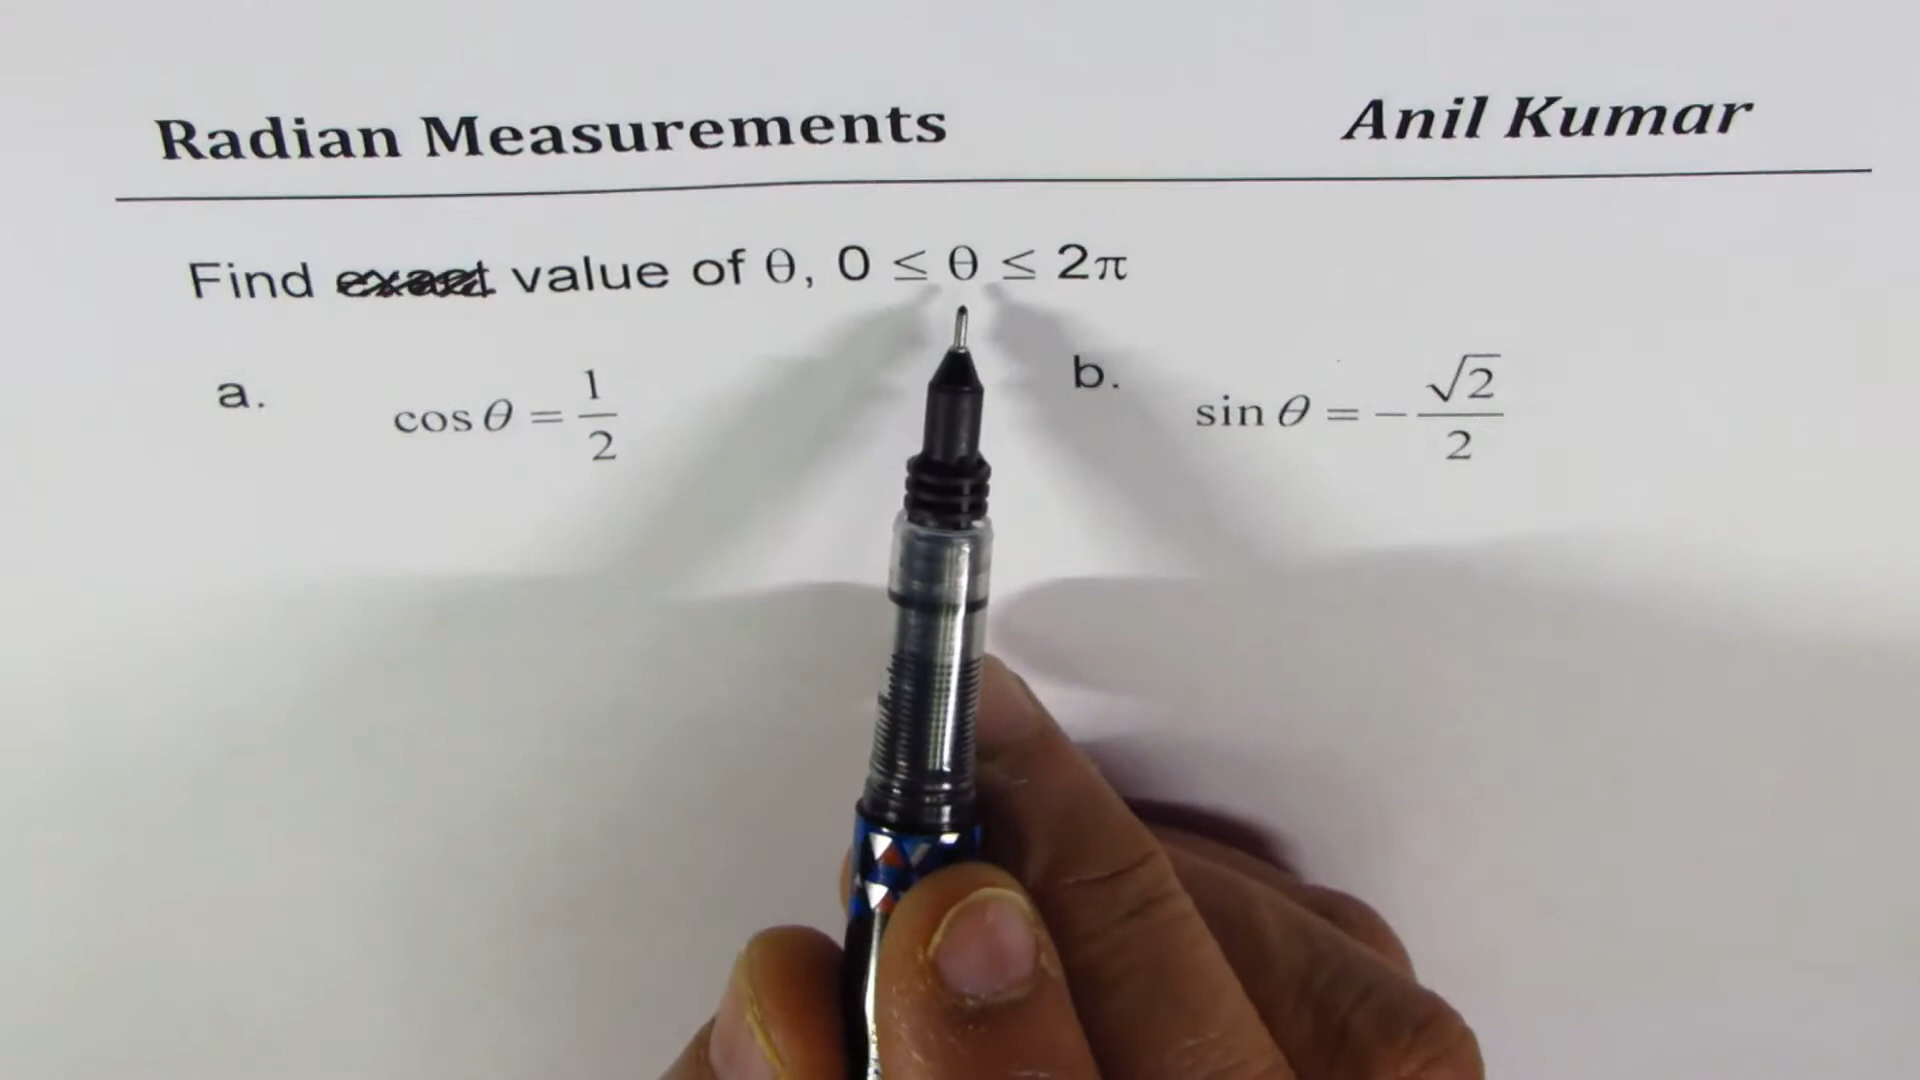 Radian Measurements
Anil Kumar
Find exact value of θ, 0 ≤ θ ≤ 2π
a. cos θ = 1/2
b. sin θ = -√2/2